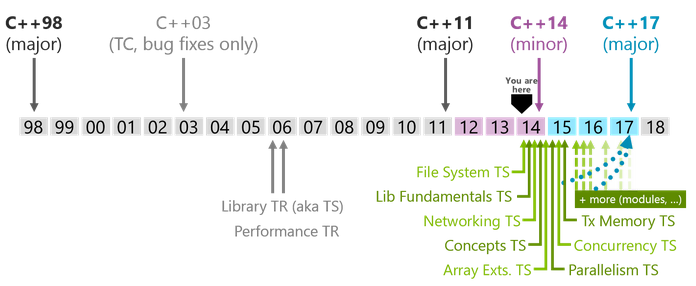 C++98
(major)
C++03
(TC, bug fixes only)
C++11
(major)
C++14
(minor)
C++17
(major)
You are
here
98 99 00 01 02 03 04 05 06 07 08 09 10 11 12 13 14 15 16 17 18
File System TS
Lib Fundamentals TS
+ more (modules, ...)
Library TR (aka TS)
Networking TS
Tx Memory TS
Performance TR
Concepts TS
Concurrency TS
Array Exts. TS
Parallelism TS